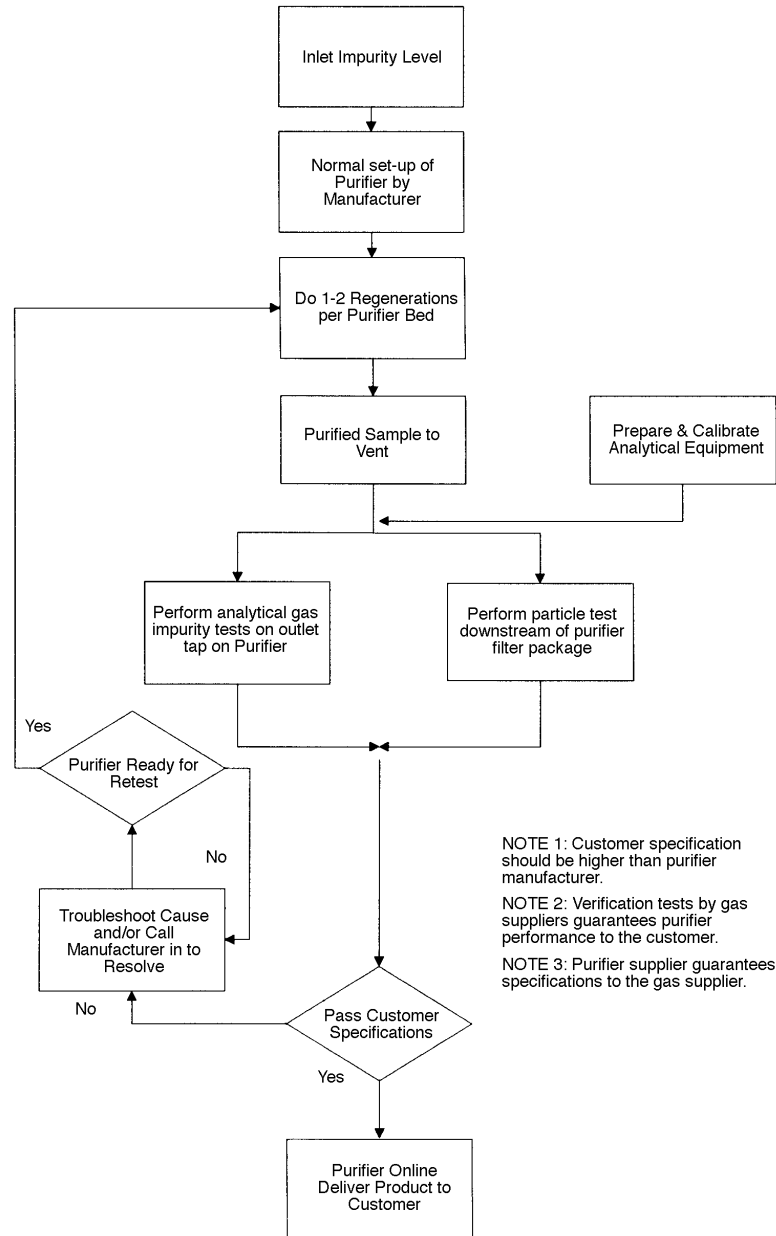 Inlet Impurity Level
Normal set-up of
Purifier by
Manufacturer
Do 1-2 Regenerations
per Purifier Bed
Purified Sample to
Vent
Prepare & Calibrate
Analytical Equipment
Perform analytical gas
impurity tests on outlet
tap on Purifier
Perform particle test
downstream of purifier
filter package
Yes
Purifier Ready for
Retest
No
Troubleshoot Cause
and/or Call
Manufacturer in to
Resolve
No
NOTE 1: Customer specification
should be higher than purifier
manufacturer.
NOTE 2: Verification tests by gas
suppliers guarantees purifier
performance to the customer.
NOTE 3: Purifier supplier guarantees
specifications to the gas supplier.
Pass Customer
Specifications
Yes
Purifier Online
Deliver Product to
Customer